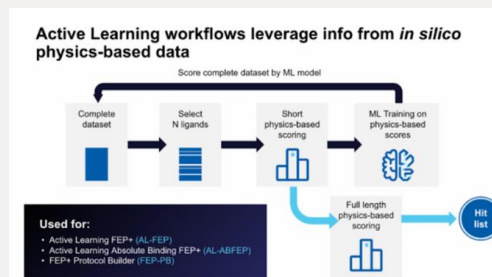 Active Learning workflows leverage info from in silico
physics-based data
Score complete dataset by ML model
Complete
dataset
Select
N ligands
Short
physics-based
scoring
ML Training on
physics-based
scores
Full length
physics-based
scoring
Hit
list
Used for:
• Active Learning FEP+ (AL-FEP)
• Active Learning Absolute Binding FEP+ (AL-ABFEP)
• FEP+ Protocol Builder (FEP-PB)